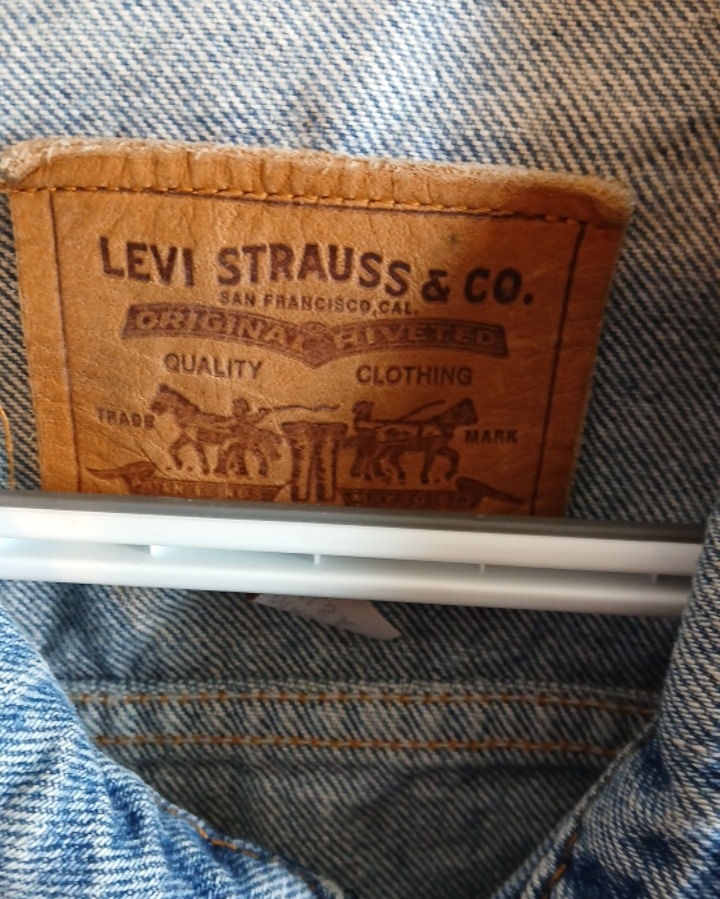 LEVI STRAUSS & CO.
SAN FRANCISCO, CAL.
ORIGINAL RIVETED
QUALITY CLOTHING
TRADE MARK